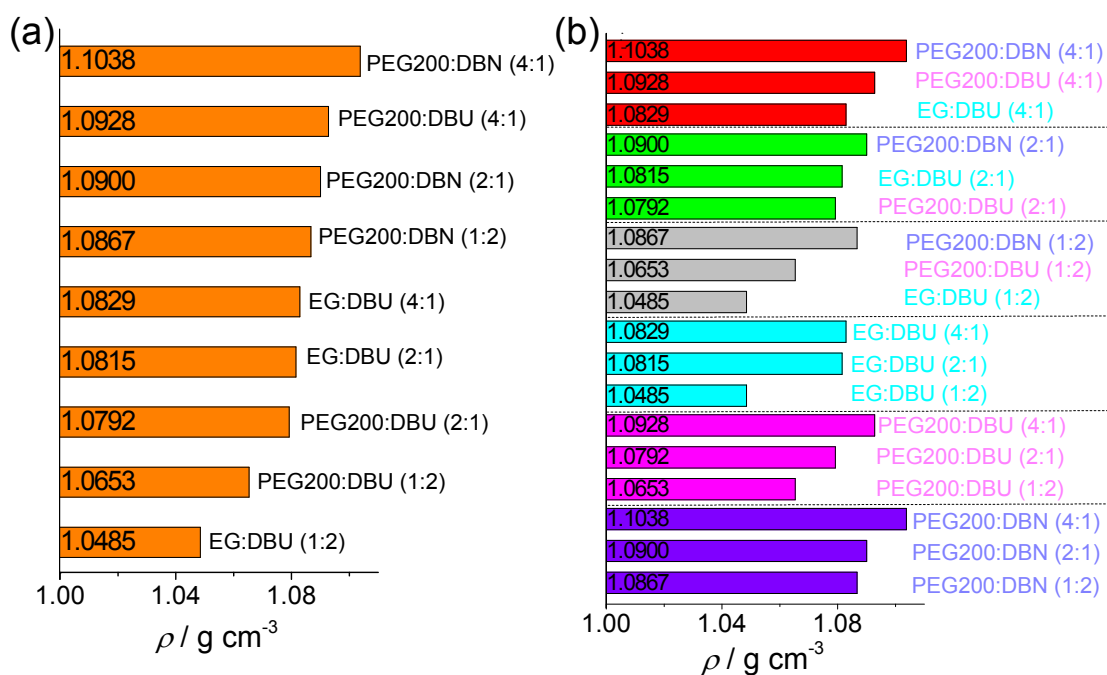 (a)
1.1038 PEG200:DBN (4:1)
1.0928 PEG200:DBU (4:1)
1.0900 PEG200:DBN (2:1)
1.0867 PEG200:DBN (1:2)
1.0829 EG:DBU (4:1)
1.0815 EG:DBU (2:1)
1.0792 PEG200:DBU (2:1)
1.0653 PEG200:DBU (1:2)
1.0485 EG:DBU (1:2)
1.00 1.04 1.08
ρ / g cm⁻³
(b)
1.1038 PEG200:DBN (4:1)
1.0928 PEG200:DBU (4:1)
1.0829 EG:DBU (4:1)
1.0900 PEG200:DBN (2:1)
1.0815 EG:DBU (2:1)
1.0792 PEG200:DBU (2:1)
1.0867 PEG200:DBN (1:2)
1.0653 PEG200:DBU (1:2)
1.0485 EG:DBU (1:2)
1.0829 EG:DBU (4:1)
1.0815 EG:DBU (2:1)
1.0485 EG:DBU (1:2)
1.0928 PEG200:DBU (4:1)
1.0792 PEG200:DBU (2:1)
1.0653 PEG200:DBU (1:2)
1.1038 PEG200:DBN (4:1)
1.0900 PEG200:DBN (2:1)
1.0867 PEG200:DBN (1:2)
1.00 1.04 1.08
ρ / g cm⁻³